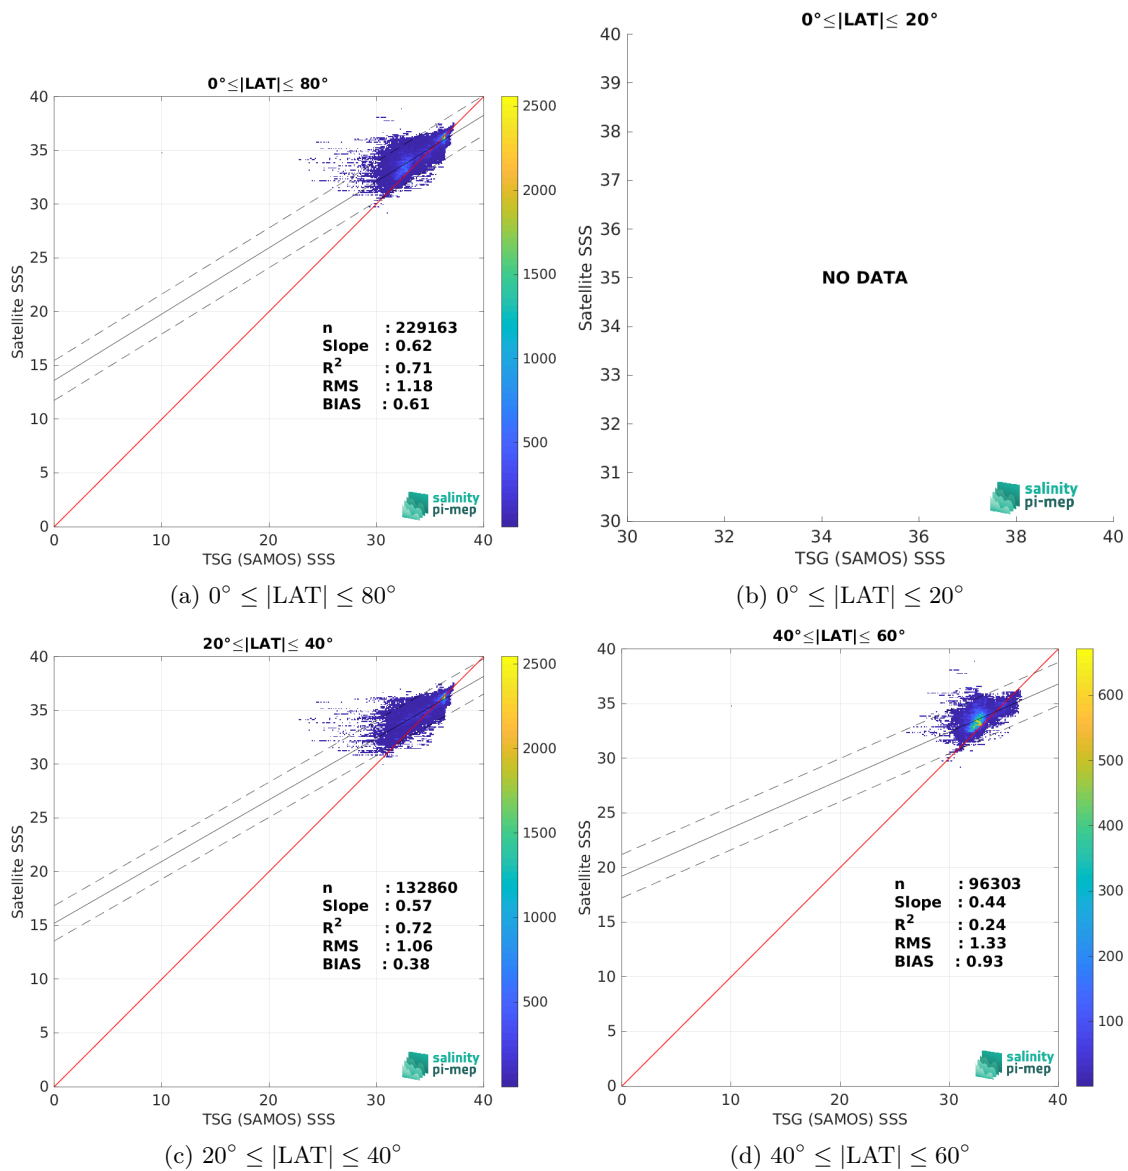 0°≤|LAT|≤ 80°
Satellite SSS
40
35
30
25
20
15
10
5
0
0
10
20
30
40
TSG (SAMOS) SSS
2500
2000
1500
1000
500
n : 229163
Slope : 0.62
R² : 0.71
RMS : 1.18
BIAS : 0.61
salinity
pi-mep
(a) 0° ≤ |LAT| ≤ 80°
0°≤|LAT|≤ 20°
Satellite SSS
40
39
38
37
36
35
34
33
32
31
30
30
32
34
36
38
40
TSG (SAMOS) SSS
NO DATA
salinity
pi-mep
(b) 0° ≤ |LAT| ≤ 20°
20°≤|LAT|≤ 40°
Satellite SSS
40
35
30
25
20
15
10
5
0
0
10
20
30
40
TSG (SAMOS) SSS
2500
2000
1500
1000
500
n : 132860
Slope : 0.57
R² : 0.72
RMS : 1.06
BIAS : 0.38
salinity
pi-mep
(c) 20° ≤ |LAT| ≤ 40°
40°≤|LAT|≤ 60°
Satellite SSS
40
35
30
25
20
15
10
5
0
0
10
20
30
40
TSG (SAMOS) SSS
600
500
400
300
200
100
n : 96303
Slope : 0.44
R² : 0.24
RMS : 1.33
BIAS : 0.93
salinity
pi-mep
(d) 40° ≤ |LAT| ≤ 60°